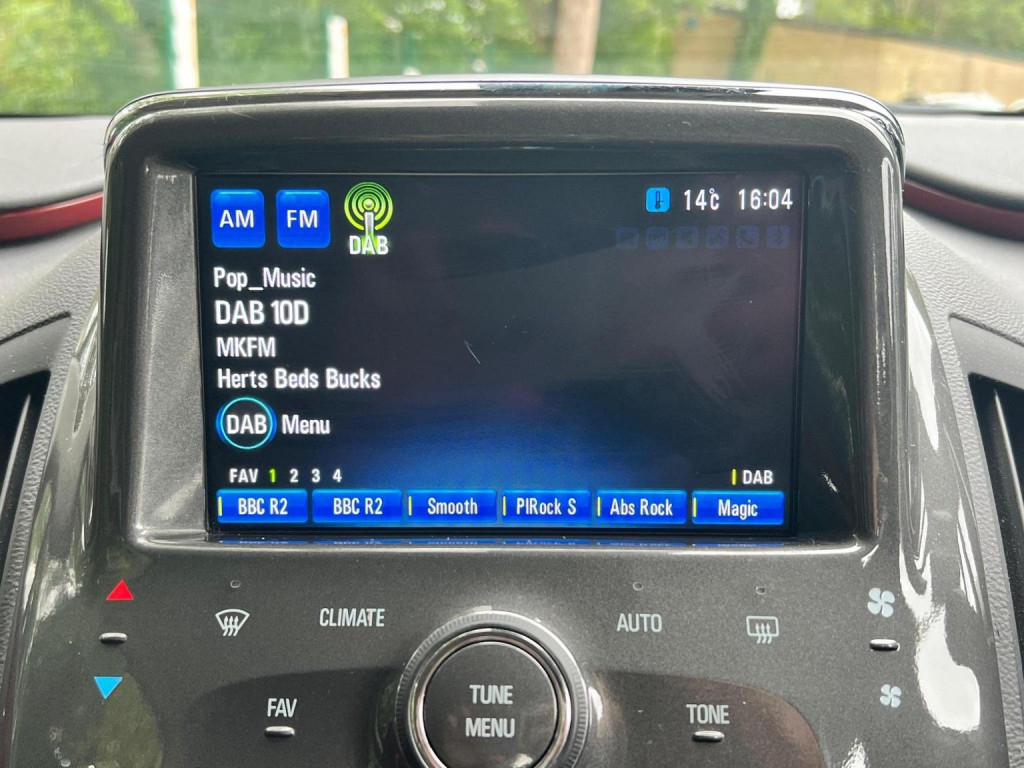 AM FM DAB 14°C 16:04
Pop_Music
DAB 10D
MKFM
Herts Beds Bucks
DAB Menu
FAV 1 2 3 4 DAB
BBC R2 BBC R2 Smooth PlRock S Abs Rock Magic
CLIMATE AUTO
FAV TUNE MENU TONE